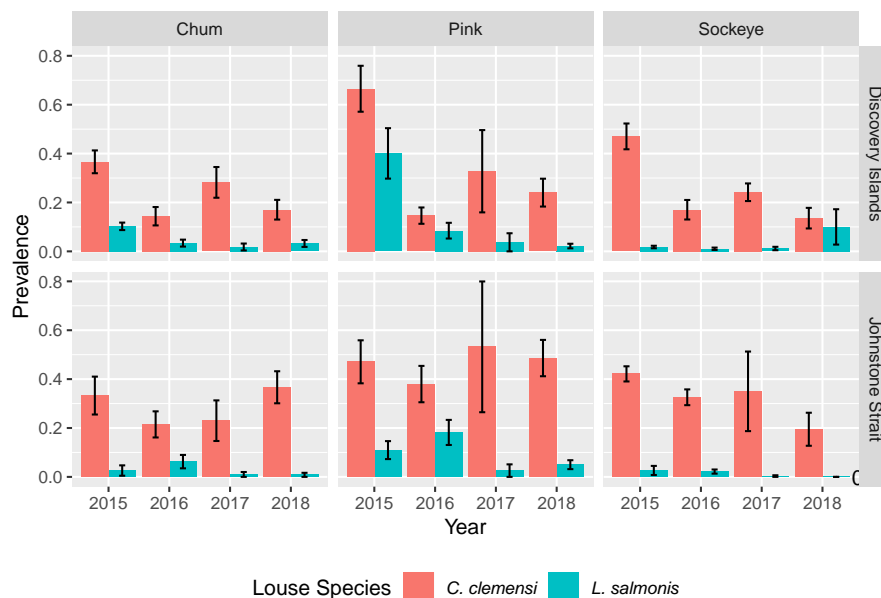 Chum Pink Sockeye
0.8
0.6
0.4
0.2
0.0
Discovery Islands
Prevalence
0.8
0.6
0.4
0.2
0.0
Johnstone Strait
0
2015 2016 2017 2018 2015 2016 2017 2018 2015 2016 2017 2018
Year
Louse Species C. clemensi L. salmonis